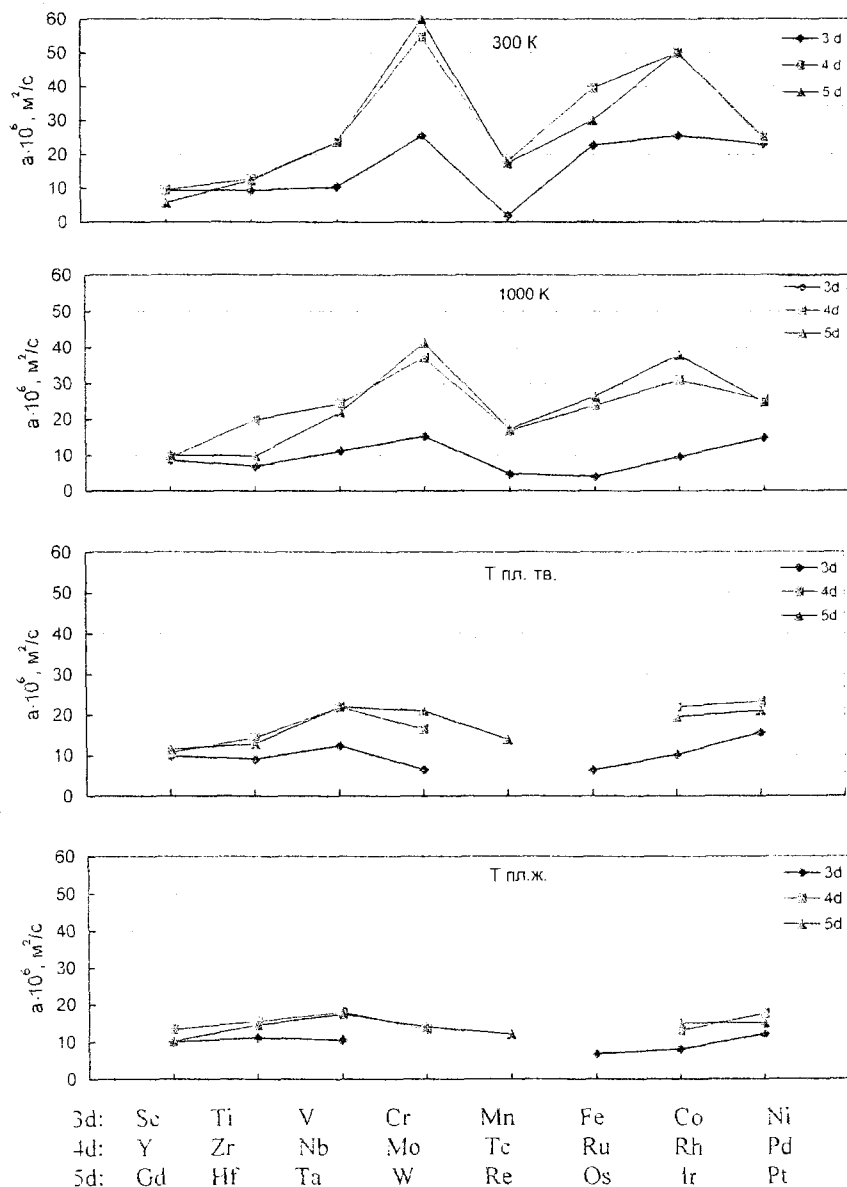 300 K
3 d
4 d
5 d
a·10⁶, м²/с
60
50
40
30
20
10
0
1000 K
3d
4d
5d
a·10⁶, м²/с
60
50
40
30
20
10
0
Т пл. тв.
3d
4d
5d
a·10⁶, м²/с
60
50
40
30
20
10
0
Т пл.ж.
3d
4d
5d
a·10⁶, м²/с
60
50
40
30
20
10
0
3d: Sc Ti V Cr Mn Fe Co Ni
4d: Y Zr Nb Mo Tc Ru Rh Pd
5d: Gd Hf Ta W Re Os Ir Pt